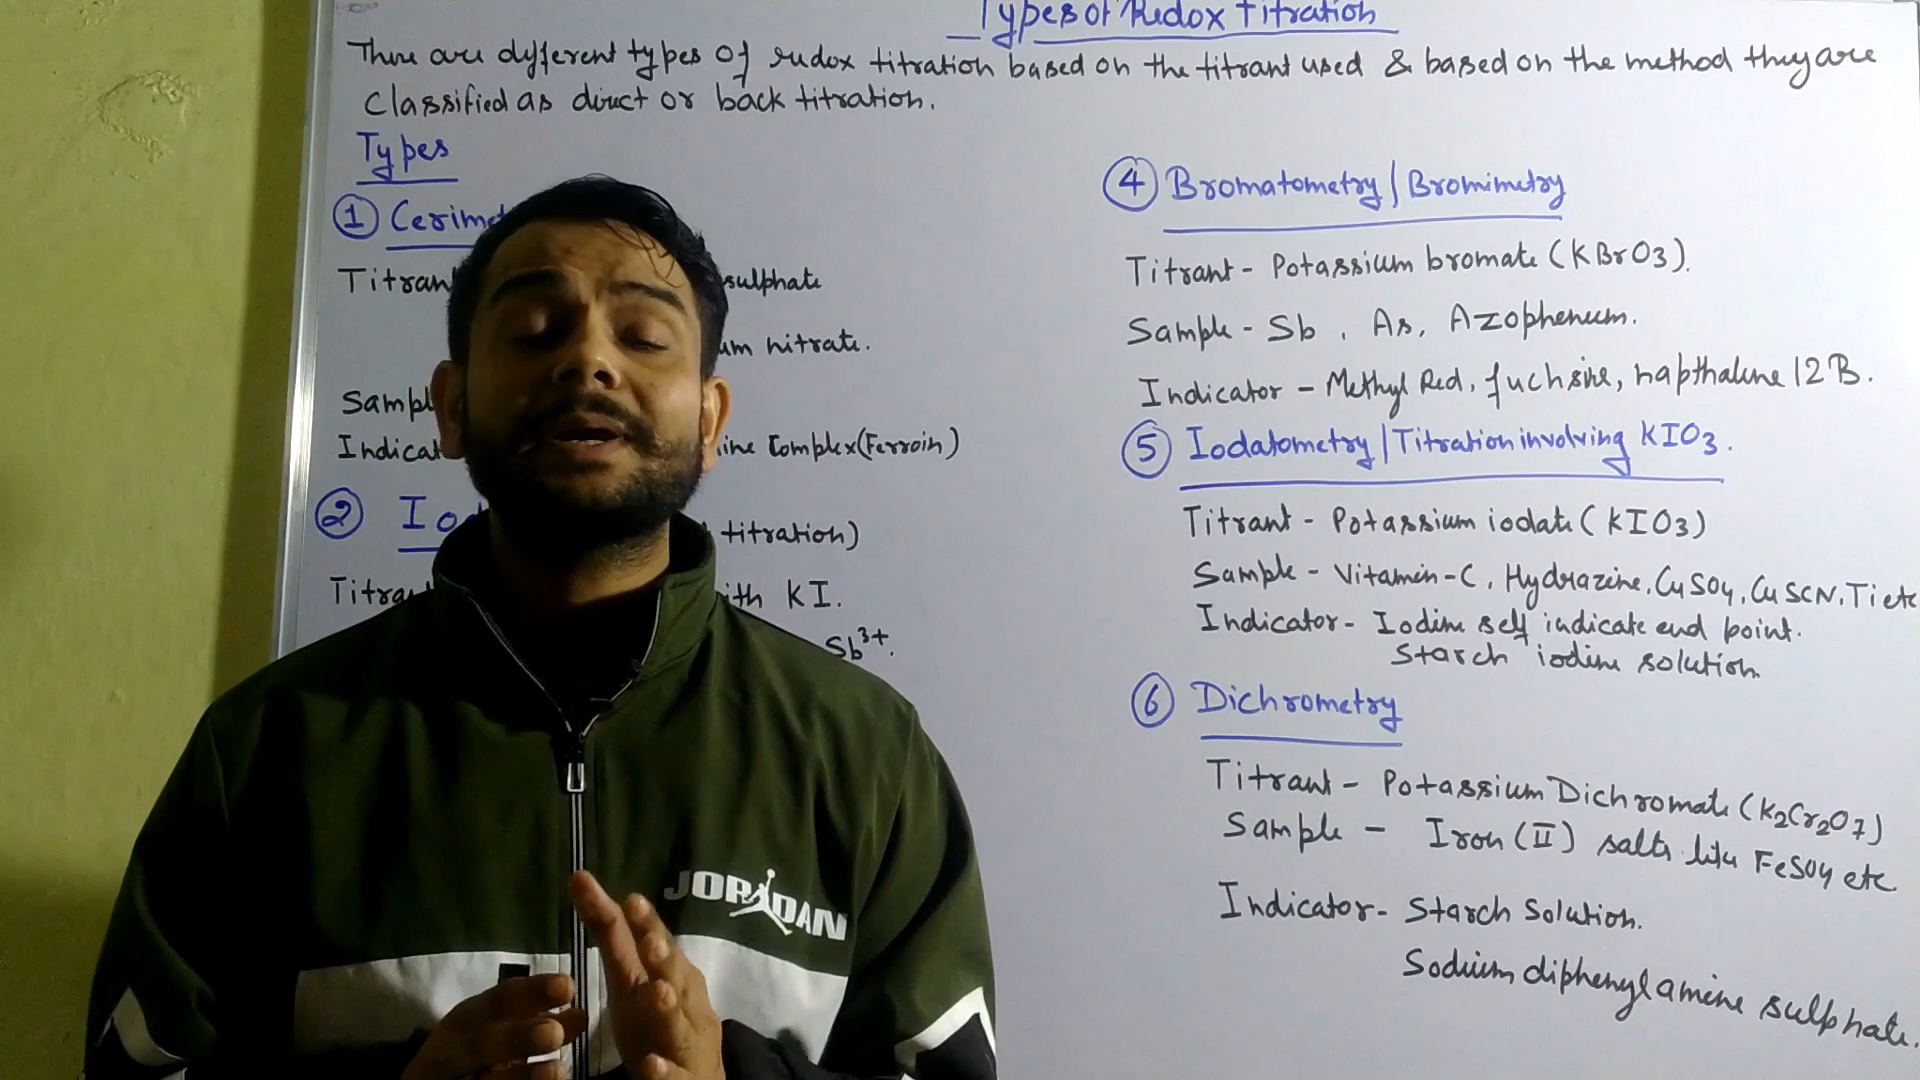 Types of Redox Titration
There are different types of redox titration based on the titrant used & based on the method they are
classified as direct or back titration.
Types
① Cerimet
Titran sulphate
um nitrate.
Sampl
Indicat ine Complex(Ferroin)
② Iod titration)
Titra ith KI.
Sb³⁺.
④ Bromatometry/Bromimetry
Titrant - Potassium bromate (KBrO3).
Sample - Sb, As, Azophenum.
Indicator - Methyl Red, fuchsine, napthalene 12 B.
⑤ Iodatometry/Titration involving KIO3.
Titrant - Potassium iodate (KIO3)
Sample - Vitamin-C, Hydrazine, CuSO4, CuSCN, Ti etc
Indicator - Iodine self indicate end point.
Starch iodine solution
⑥ Dichrometry
Titrant - Potassium Dichromate (K2Cr2O7)
Sample - Iron (II) salts like FeSO4 etc
Indicator - Starch Solution.
Sodium diphenylamine sulphate.
JORDAN